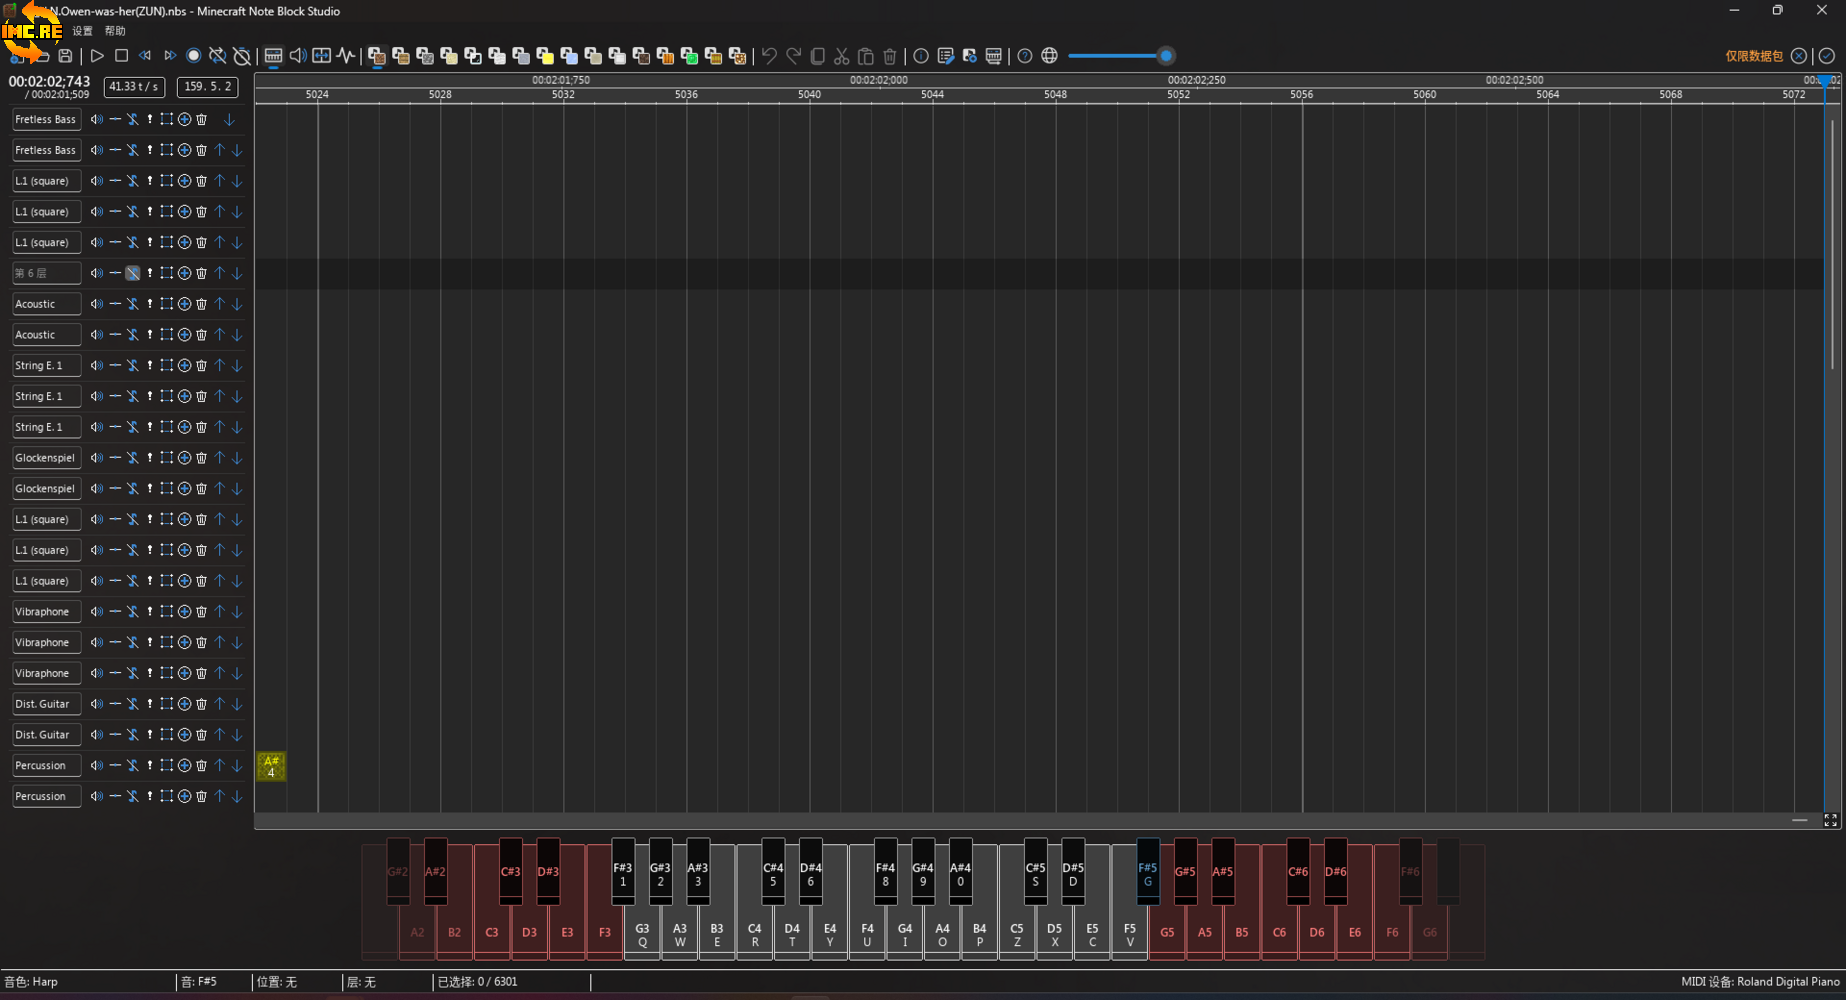 N.Owen-was-her(ZUN).nbs - Minecraft Note Block Studio
IMC.RE
设置 帮助
仅限数据包
00:02:02;743
/ 00:02:01;509
41.33 t / s
159. 5. 2
00:02:01;750 00:02:02;000 00:02:02;250 00:02:02;500
5024 5028 5032 5036 5040 5044 5048 5052 5056 5060 5064 5068 5072
Fretless Bass
Fretless Bass
L.1 (square)
L.1 (square)
L.1 (square)
第 6 层
Acoustic
Acoustic
String E. 1
String E. 1
String E. 1
Glockenspiel
Glockenspiel
L.1 (square)
L.1 (square)
L.1 (square)
Vibraphone
Vibraphone
Vibraphone
Dist. Guitar
Dist. Guitar
Percussion
A#
4
Percussion
G#2 A#2 C#3 D#3 F#3 G#3 A#3 C#4 D#4 F#4 G#4 A#4 C#5 D#5 F#5 G#5 A#5 C#6 D#6 F#6
1 2 3 5 6 8 9 0 S D G
A2 B2 C3 D3 E3 F3 G3 A3 B3 C4 D4 E4 F4 G4 A4 B4 C5 D5 E5 F5 G5 A5 B5 C6 D6 E6 F6 G6
Q W E R T Y U I O P Z X C V
音色: Harp 音: F#5 位置: 无 层: 无 已选择: 0 / 6301 MIDI 设备: Roland Digital Piano